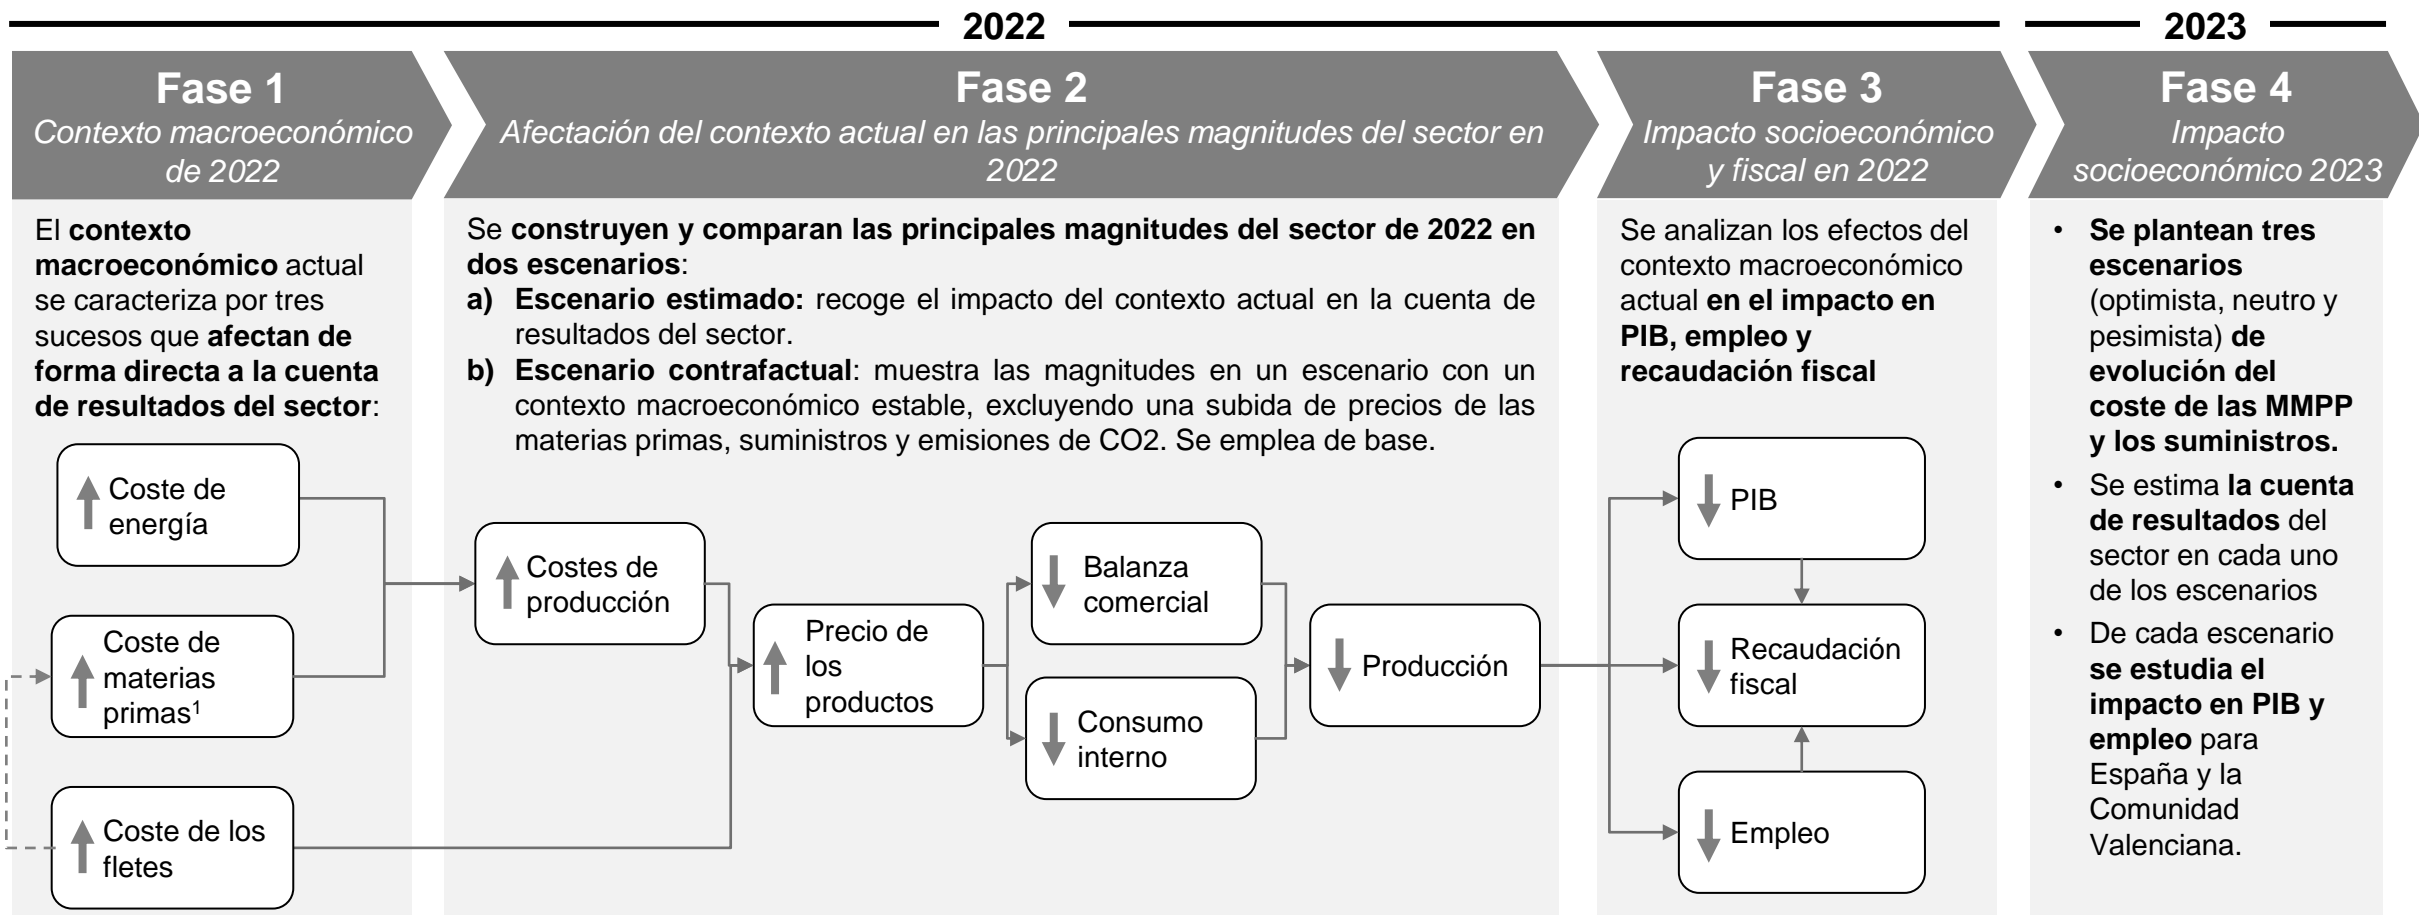 2022
2023
Fase 1
Contexto macroeconómico
de 2022
Fase 2
Afectación del contexto actual en las principales magnitudes del sector en
2022
Fase 3
Impacto socioeconómico
y fiscal en 2022
Fase 4
Impacto
socioeconómico 2023
El contexto
macroeconómico actual
se caracteriza por tres
sucesos que afectan de
forma directa a la cuenta
de resultados del sector:
Coste de
energía
Coste de
materias
primas¹
Coste de los
fletes
Se construyen y comparan las principales magnitudes del sector de 2022 en
dos escenarios:
a) Escenario estimado: recoge el impacto del contexto actual en la cuenta de
resultados del sector.
b) Escenario contrafactual: muestra las magnitudes en un escenario con un
contexto macroeconómico estable, excluyendo una subida de precios de las
materias primas, suministros y emisiones de CO2. Se emplea de base.
Costes de
producción
Precio de
los
productos
Balanza
comercial
Consumo
interno
Producción
Se analizan los efectos del
contexto macroeconómico
actual en el impacto en
PIB, empleo y
recaudación fiscal
PIB
Recaudación
fiscal
Empleo
• Se plantean tres
escenarios
(optimista, neutro y
pesimista) de
evolución del
coste de las MMPP
y los suministros.
• Se estima la cuenta
de resultados del
sector en cada uno
de los escenarios
• De cada escenario
se estudia el
impacto en PIB y
empleo para
España y la
Comunidad
Valenciana.